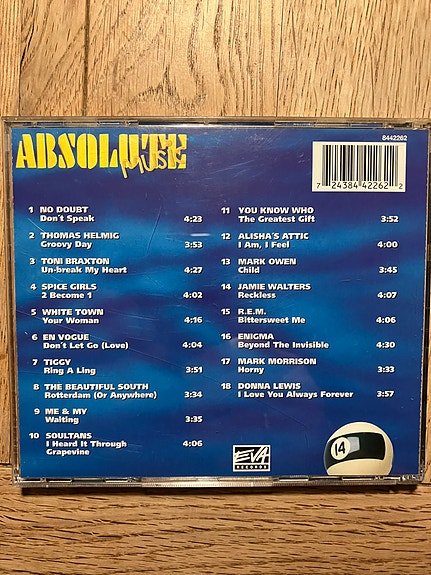 ABSOLUTE
MUSIC
8442262
7 24384 42262 2
1 NO DOUBT
Don't Speak 4:23
2 THOMAS HELMIG
Groovy Day 3:53
3 TONI BRAXTON
Un-break My Heart 4:27
4 SPICE GIRLS
2 Become 1 4:02
5 WHITE TOWN
Your Woman 4:16
6 EN VOGUE
Don't Let Go (Love) 4:04
7 TIGGY
Ring A Ling 3:51
8 THE BEAUTIFUL SOUTH
Rotterdam (Or Anywhere) 3:34
9 ME & MY
Waiting 3:35
10 SOULTANS
I Heard It Through 4:06
Grapevine
11 YOU KNOW WHO
The Greatest Gift 3:52
12 ALISHA'S ATTIC
I Am, I Feel 4:00
13 MARK OWEN
Child 3:45
14 JAMIE WALTERS
Reckless 4:07
15 R.E.M.
Bittersweet Me 4:06
16 ENIGMA
Beyond The Invisible 4:30
17 MARK MORRISON
Horny 3:33
18 DONNA LEWIS
I Love You Always Forever 3:57
EVA
RECORDS
14